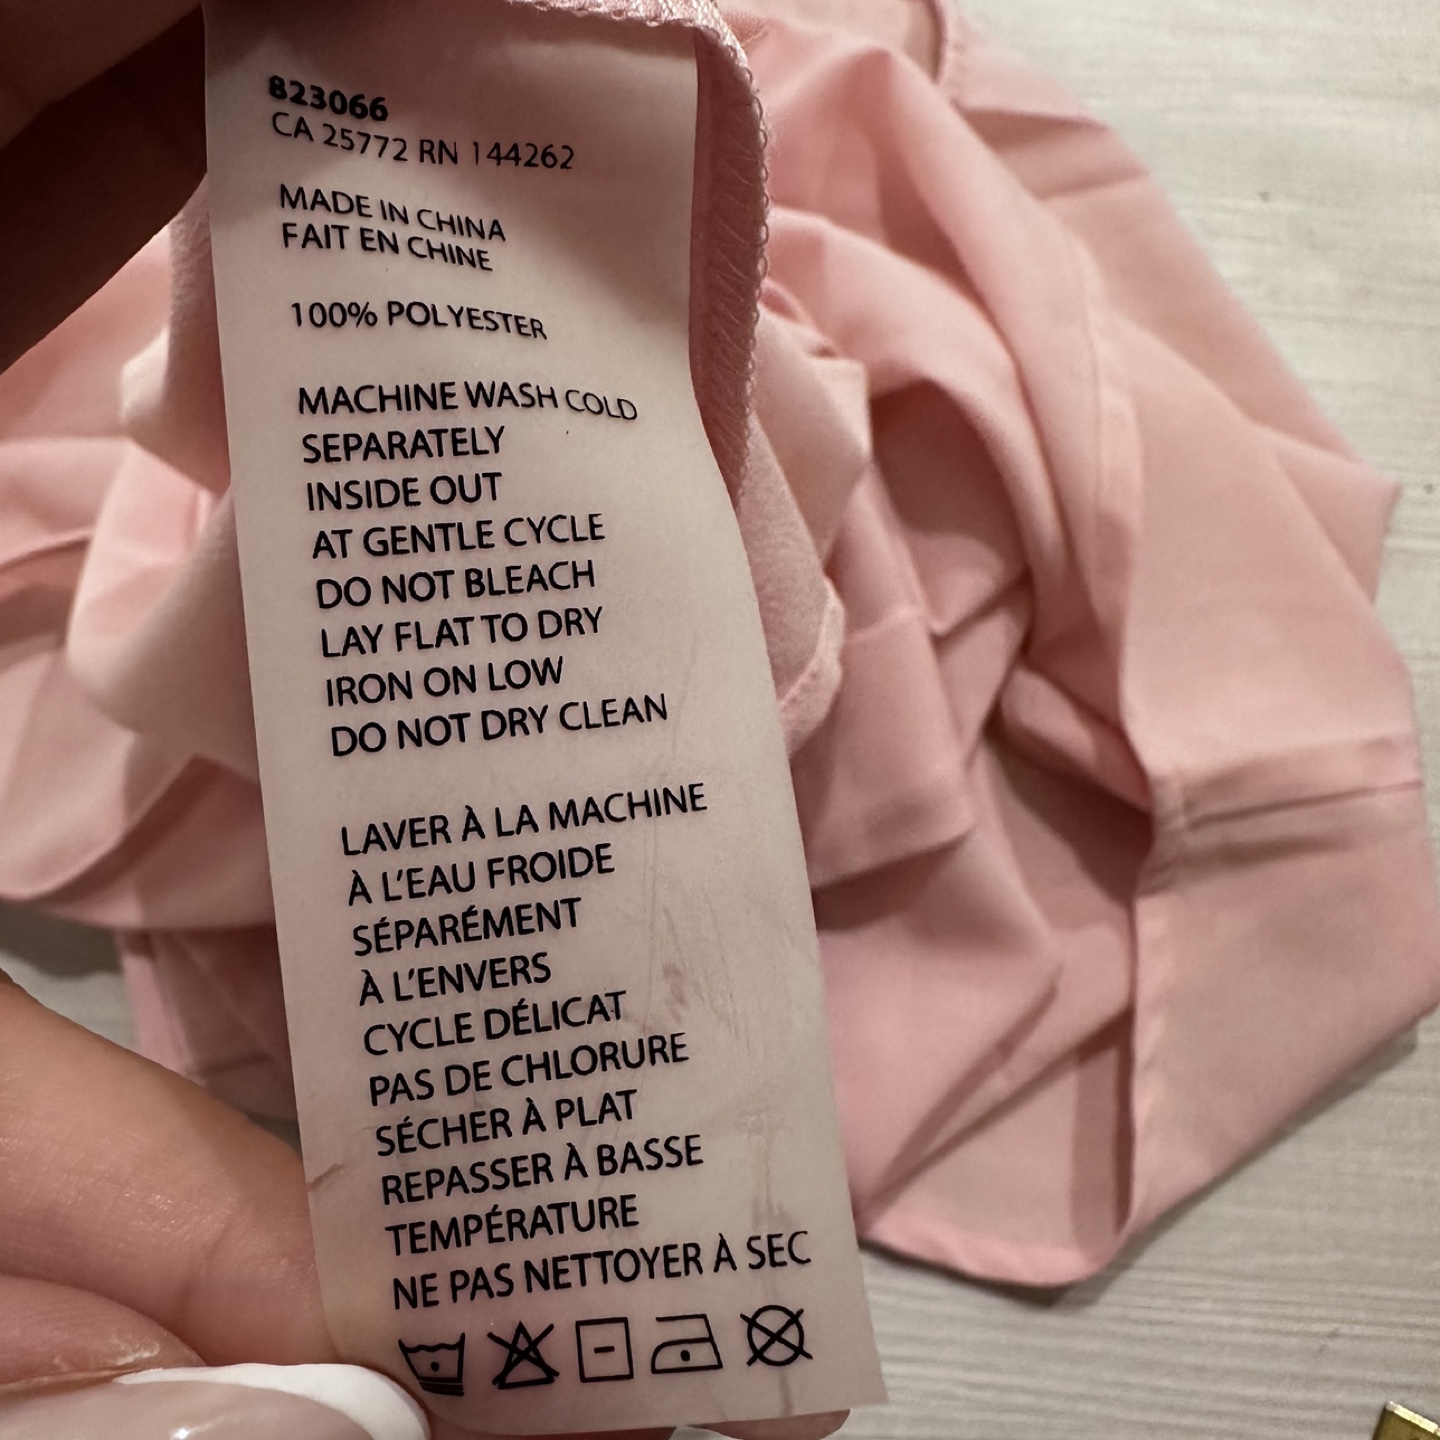 823066
CA 25772 RN 144262
MADE IN CHINA
FAIT EN CHINE
100% POLYESTER
MACHINE WASH COLD
SEPARATELY
INSIDE OUT
AT GENTLE CYCLE
DO NOT BLEACH
LAY FLAT TO DRY
IRON ON LOW
DO NOT DRY CLEAN
LAVER À LA MACHINE
À L'EAU FROIDE
SÉPARÉMENT
À L'ENVERS
CYCLE DÉLICAT
PAS DE CHLORURE
SÉCHER À PLAT
REPASSER À BASSE
TEMPÉRATURE
NE PAS NETTOYER À SEC